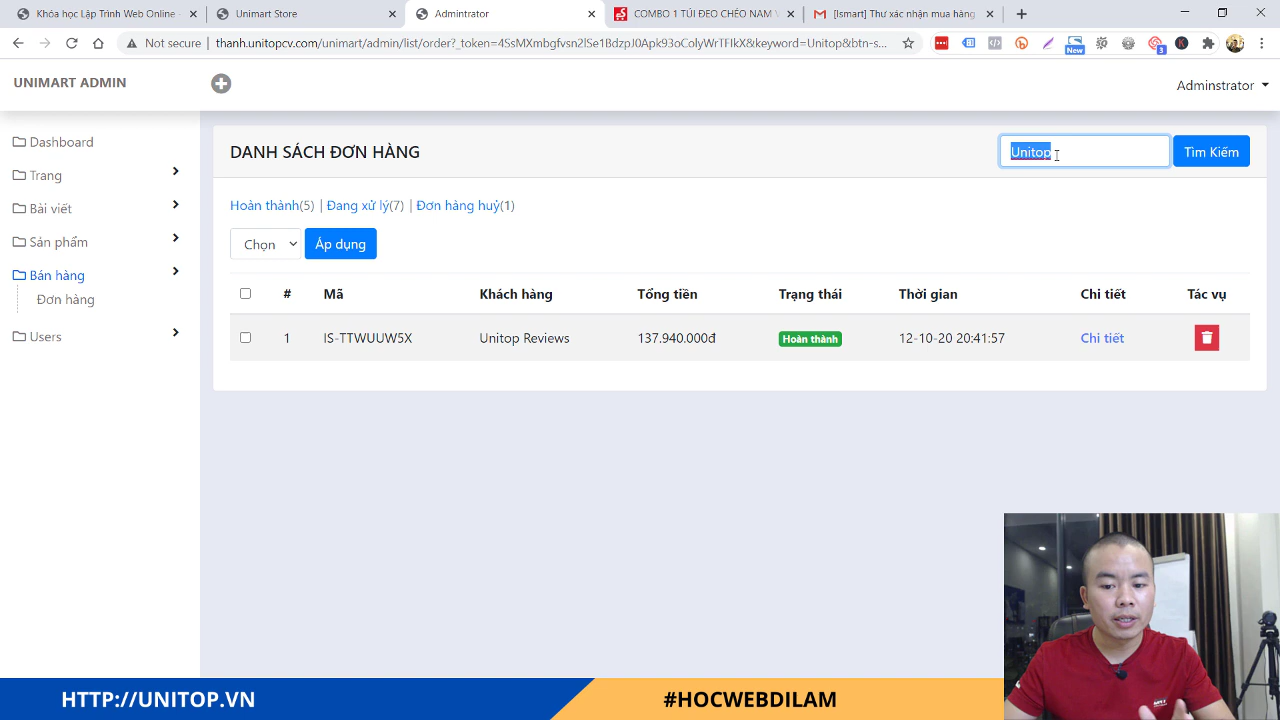 Khóa học Lập Trình Web Online
Unimart Store
Admintrator
COMBO 1 TÚI ĐEO CHÉO NAM V
[Ismart] Thư xác nhận mua hàng
Not secure
thanh.unitopcv.com/unimart/admin/list/order?_token=4SeMXmbgfvsn2lSe1BdzpJ0Apk93oColyWrTFIkX&keyword=Unitop&btn-s...
New
3
UNIMART ADMIN
Adminstrator
Dashboard
Trang
Bài viết
Sản phẩm
Bán hàng
Đơn hàng
Users
DANH SÁCH ĐƠN HÀNG
Unitop
Tìm Kiếm
Hoàn thành(5) | Đang xử lý(7) | Đơn hàng huỷ(1)
Chọn
Áp dụng
# Mã Khách hàng Tổng tiền Trạng thái Thời gian Chi tiết Tác vụ
1 IS-TTWUUW5X Unitop Reviews 137.940.000đ Hoàn thành 12-10-20 20:41:57 Chi tiết
HTTP://UNITOP.VN
#HOCWEBDILAM